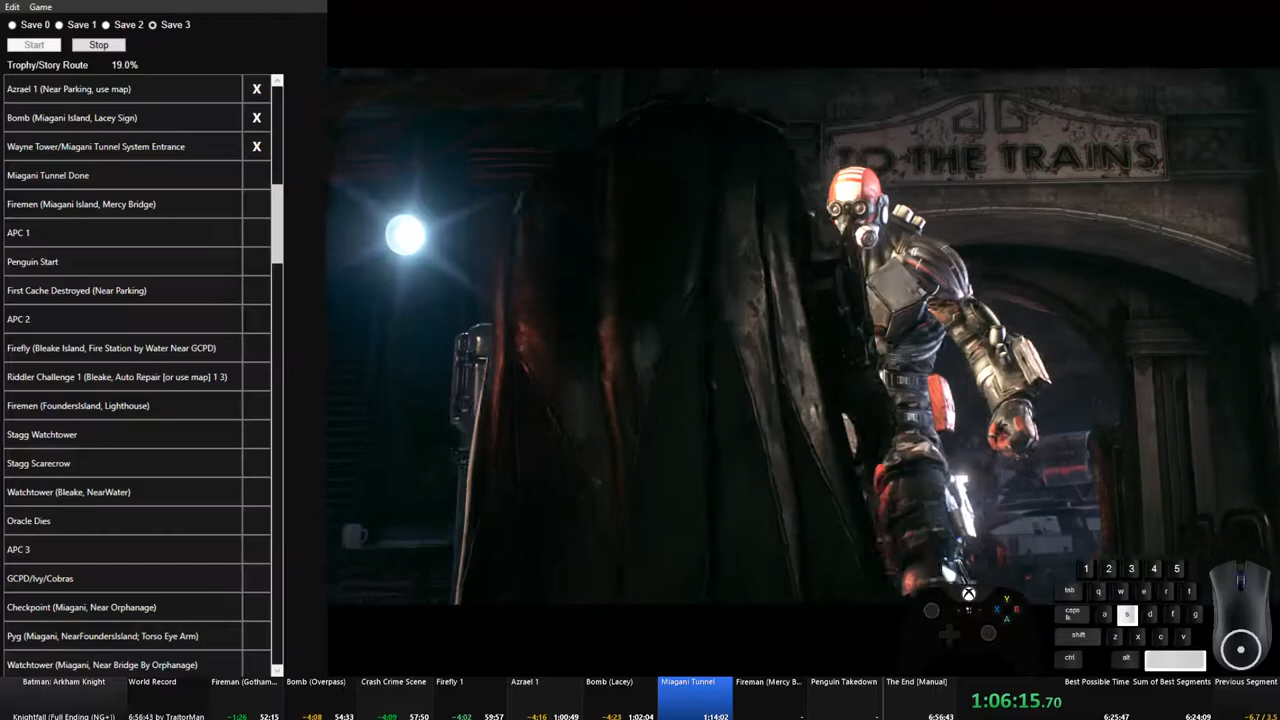 Edit Game
Save 0 Save 1 Save 2 Save 3
Start Stop
Trophy/Story Route 19.0%
Azrael 1 (Near Parking, use map) X
Bomb (Miagani Island, Lacey Sign) X
Wayne Tower/Miagani Tunnel System Entrance X
Miagani Tunnel Done
Firemen (Miagani Island, Mercy Bridge)
APC 1
Penguin Start
First Cache Destroyed (Near Parking)
APC 2
Firefly (Bleake Island, Fire Station by Water Near GCPD)
Riddler Challenge 1 (Bleake, Auto Repair [or use map] 1 3)
Firemen (FoundersIsland, Lighthouse)
Stagg Watchtower
Stagg Scarecrow
Watchtower (Bleake, NearWater)
Oracle Dies
APC 3
GCPD/Ivy/Cobras
Checkpoint (Miagani, Near Orphanage)
Pyg (Miagani, NearFoundersIsland; Torso Eye Arm)
Watchtower (Miagani, Near Bridge By Orphanage)
TO THE TRAINS
1 2 3 4 5
tab q w e r t
caps lk a s d f g
shift z x c v
ctrl alt
Y
X B
A
Batman: Arkham Knight World Record Fireman (Gotham... Bomb (Overpass) Crash Crime Scene Firefly 1 Azrael 1 Bomb (Lacey) Miagani Tunnel Fireman (Mercy B... Penguin Takedown The End [Manual] 1:06:15.70 Best Possible Time Sum of Best Segments Previous Segment
Knightfall (Full Ending (NG+)) 6:56:43 by TraitorMan -1:26 52:15 -4:08 54:33 -4:09 57:50 -4:02 59:57 -4:16 1:00:49 -4:23 1:02:04 1:14:02 - - 6:56:43 6:25:47 6:24:09 -6.7 / 3.5